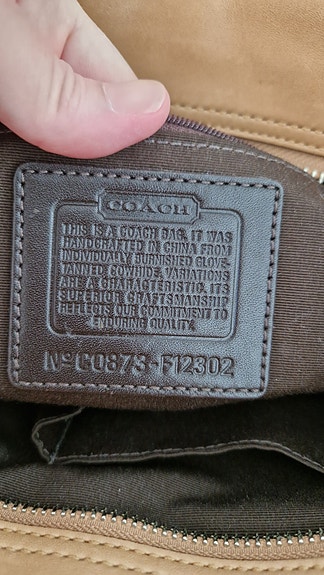 COACH
THIS IS A COACH BAG. IT WAS
HANDCRAFTED IN CHINA FROM
INDIVIDUALLY BURNISHED GLOVE-
TANNED COWHIDE. VARIATIONS
ARE A CHARACTERISTIC. ITS
SUPERIOR CRAFTSMANSHIP
REFLECTS OUR COMMITMENT TO
ENDURING QUALITY.
Nº C0873-F12302